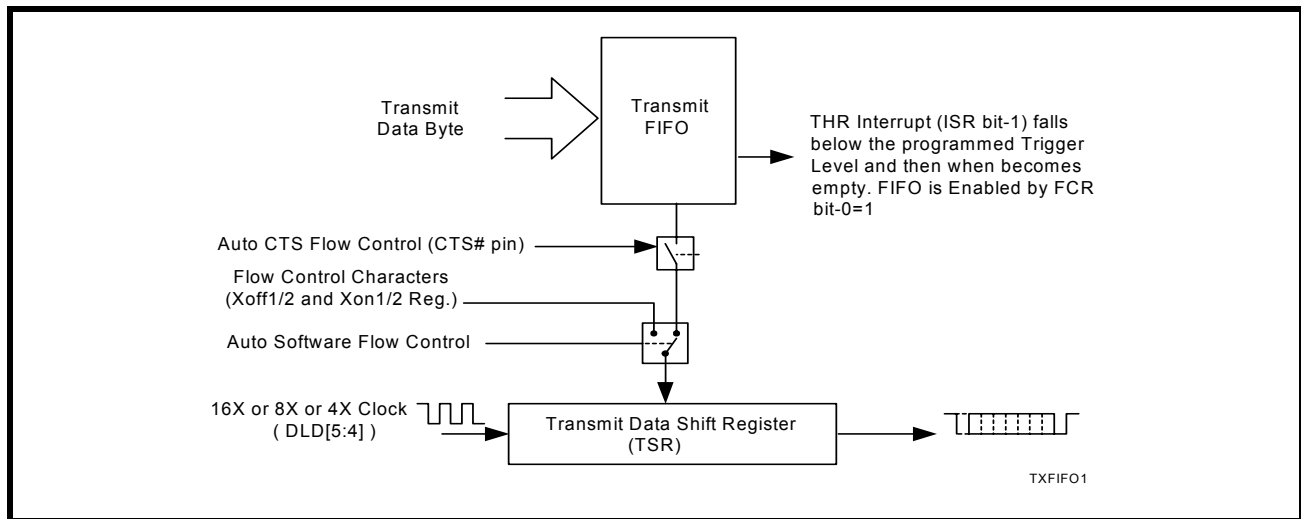 Transmit
Data Byte
Transmit
FIFO
THR Interrupt (ISR bit-1) falls
below the programmed Trigger
Level and then when becomes
empty. FIFO is Enabled by FCR
bit-0=1
Auto CTS Flow Control (CTS# pin)
Flow Control Characters
(Xoff1/2 and Xon1/2 Reg.)
Auto Software Flow Control
16X or 8X or 4X Clock
( DLD[5:4] )
Transmit Data Shift Register
(TSR)
TXFIFO1